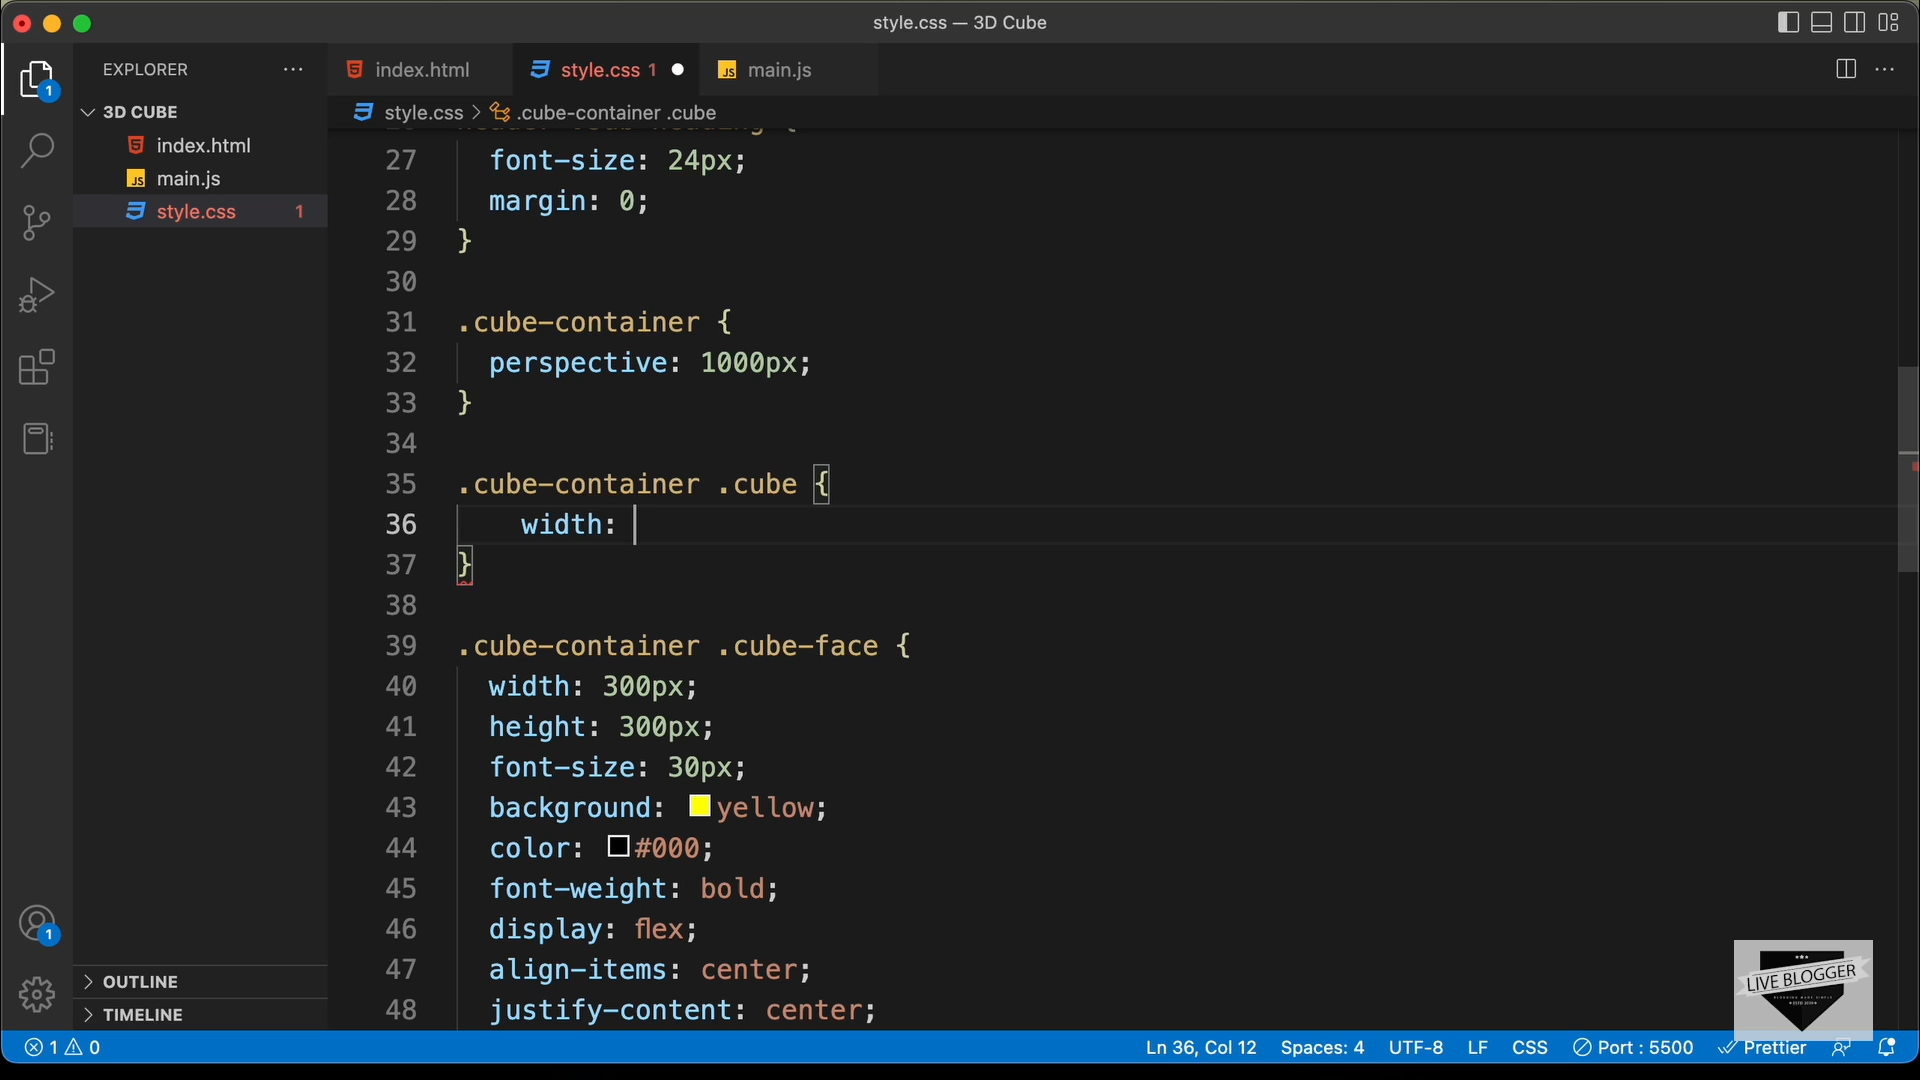 style.css — 3D Cube
1
EXPLORER
index.html
style.css 1
main.js
3D CUBE
index.html
main.js
style.css 1
style.css > .cube-container .cube
27 font-size: 24px;
28 margin: 0;
29 }
30
31 .cube-container {
32 perspective: 1000px;
33 }
34
35 .cube-container .cube {
36 width:
37 }
38
39 .cube-container .cube-face {
40 width: 300px;
41 height: 300px;
42 font-size: 30px;
43 background: yellow;
44 color: #000;
45 font-weight: bold;
46 display: flex;
47 align-items: center;
48 justify-content: center;
1
OUTLINE
TIMELINE
LIVE BLOGGER
1 0
Ln 36, Col 12 Spaces: 4 UTF-8 LF CSS Port : 5500 Prettier